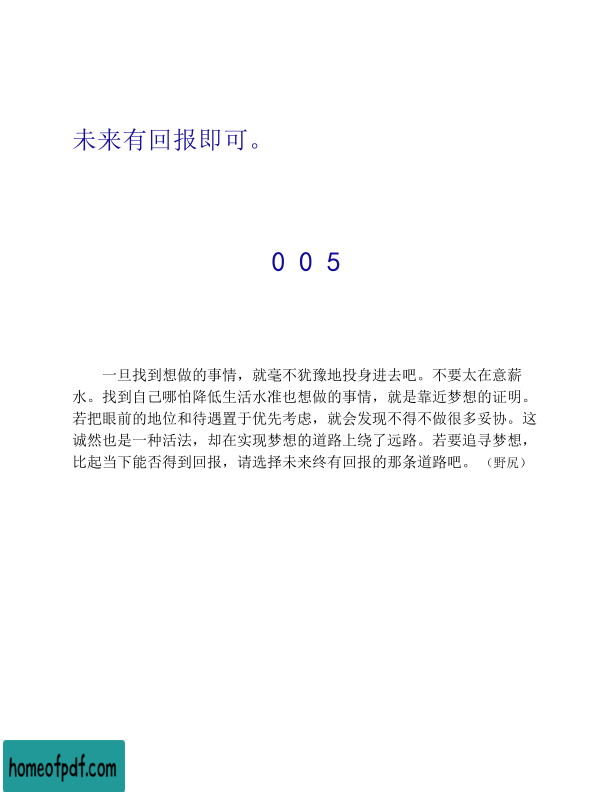 未来有回报即可。
005
一旦找到想做的事情，就毫不犹豫地投身进去吧。不要太在意薪
水。找到自己哪怕降低生活水准也想做的事情，就是靠近梦想的证明。
若把眼前的地位和待遇置于优先考虑，就会发现不得不做很多妥协。这
诚然也是一种活法，却在实现梦想的道路上绕了远路。若要追寻梦想，
比起当下能否得到回报，请选择未来终有回报的那条道路吧。（野尻）
homeofpdf.com